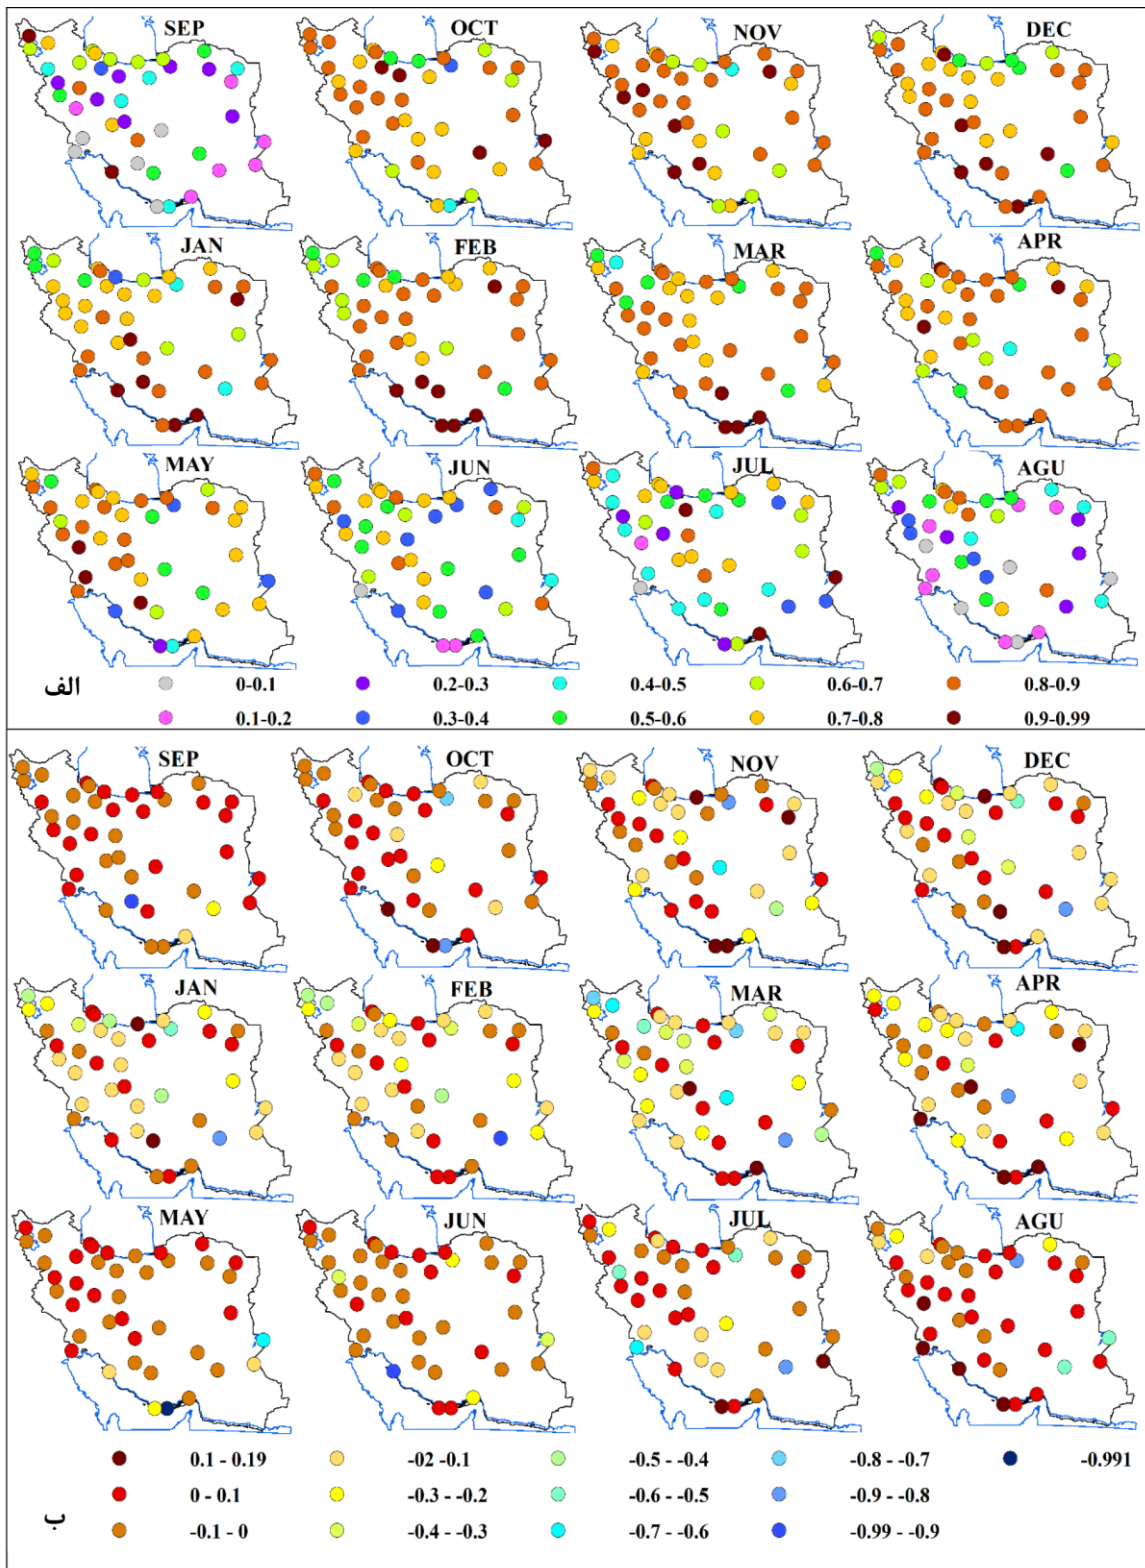 SEP OCT NOV DEC
JAN FEB MAR APR
MAY JUN JUL AGU
الف
0-0.1 0.2-0.3 0.4-0.5 0.6-0.7 0.8-0.9
0.1-0.2 0.3-0.4 0.5-0.6 0.7-0.8 0.9-0.99
SEP OCT NOV DEC
JAN FEB MAR APR
MAY JUN JUL AGU
0.1 - 0.19 -02 -0.1 -0.5 - -0.4 -0.8 - -0.7 -0.991
0 - 0.1 -0.3 - -0.2 -0.6 - -0.5 -0.9 - -0.8
ب
-0.1 - 0 -0.4 - -0.3 -0.7 - -0.6 -0.99 - -0.9